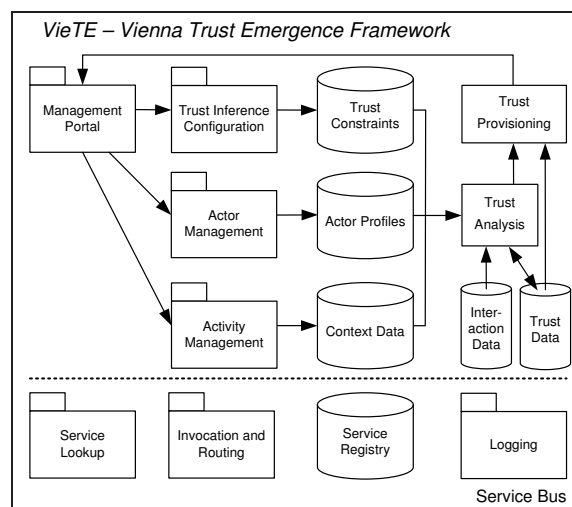 VieTE – Vienna Trust Emergence Framework
Management
Portal
Trust Inference
Configuration
Trust
Constraints
Trust
Provisioning
Actor
Management
Actor Profiles
Trust
Analysis
Activity
Management
Context Data
Inter-
action
Data
Trust
Data
Service
Lookup
Invocation and
Routing
Service
Registry
Logging
Service Bus